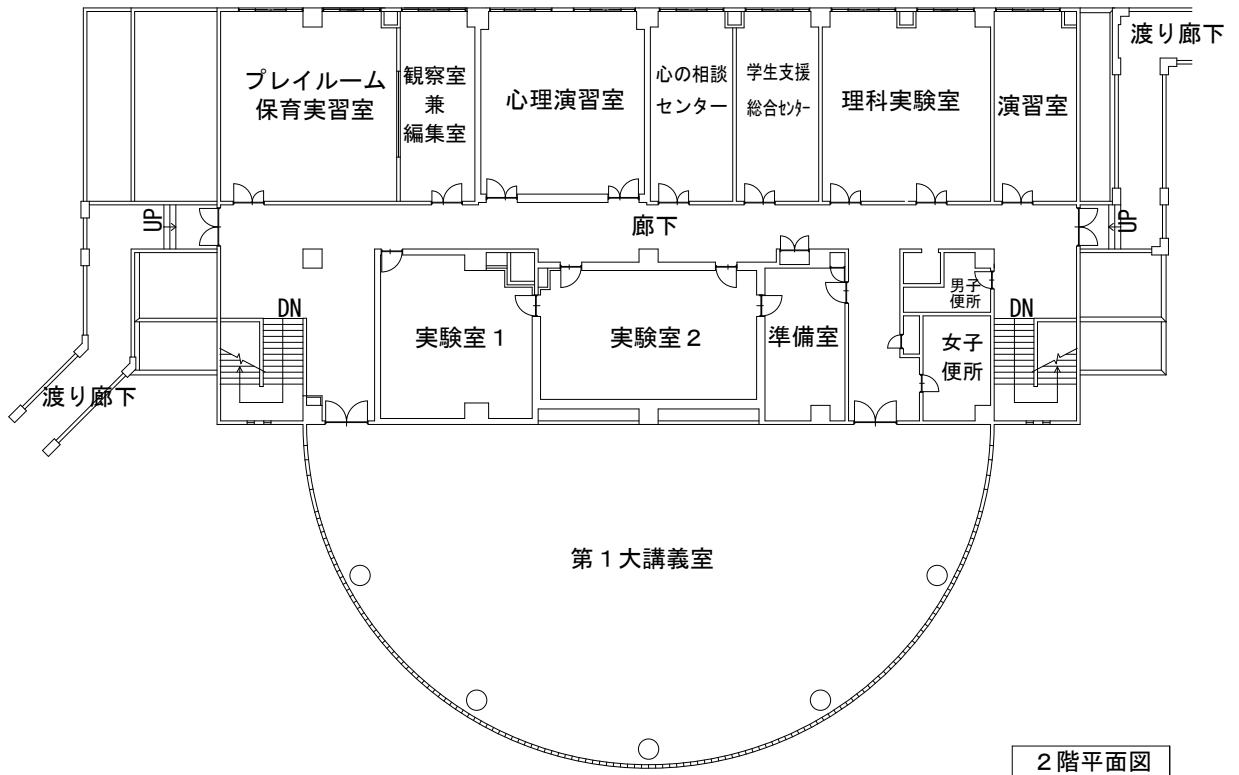 渡り廊下
プレイルーム
保育実習室
観察室
兼
編集室
心理演習室
心の相談
センター
学生支援
総合センター
理科実験室
演習室
UP
廊下
UP
DN
実験室1
実験室2
準備室
男子
便所
女子
便所
DN
渡り廊下
第1大講義室
2階平面図